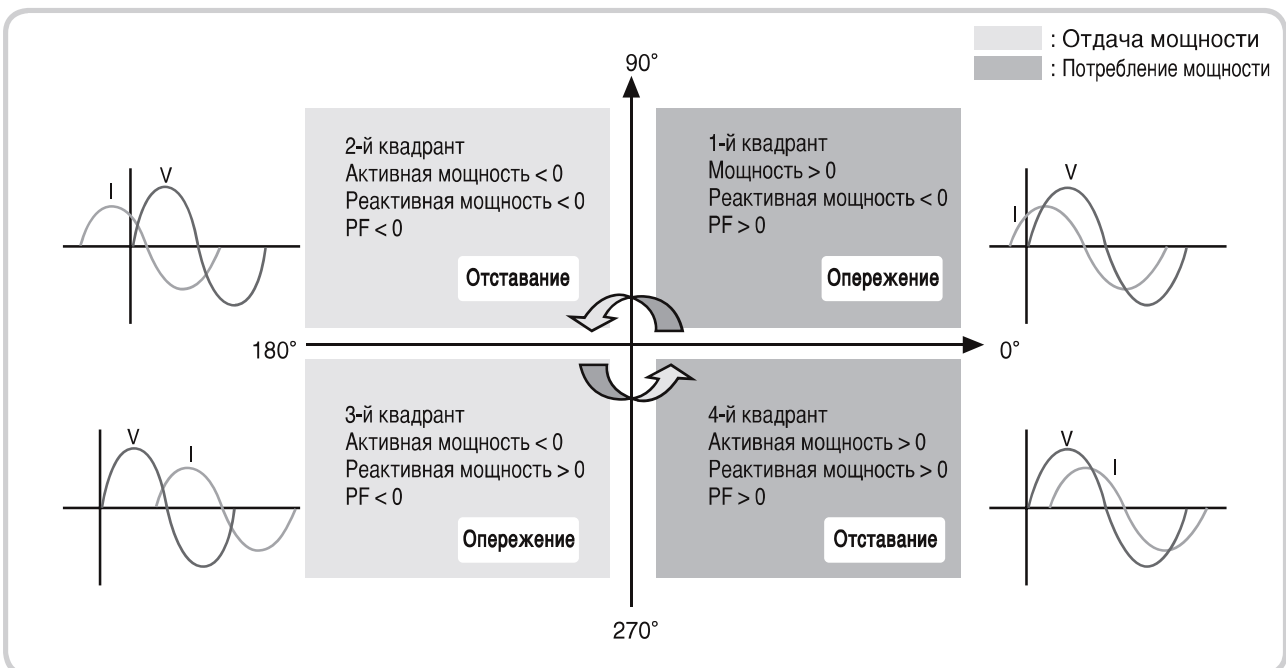 : Отдача мощности
: Потребление мощности
90°
2-й квадрант
Активная мощность < 0
Реактивная мощность < 0
PF < 0
Отставание
1-й квадрант
Мощность > 0
Реактивная мощность < 0
PF > 0
Опережение
I
V
V
I
180°
0°
3-й квадрант
Активная мощность < 0
Реактивная мощность > 0
PF < 0
Опережение
4-й квадрант
Активная мощность > 0
Реактивная мощность > 0
PF > 0
Отставание
V
I
V
I
270°